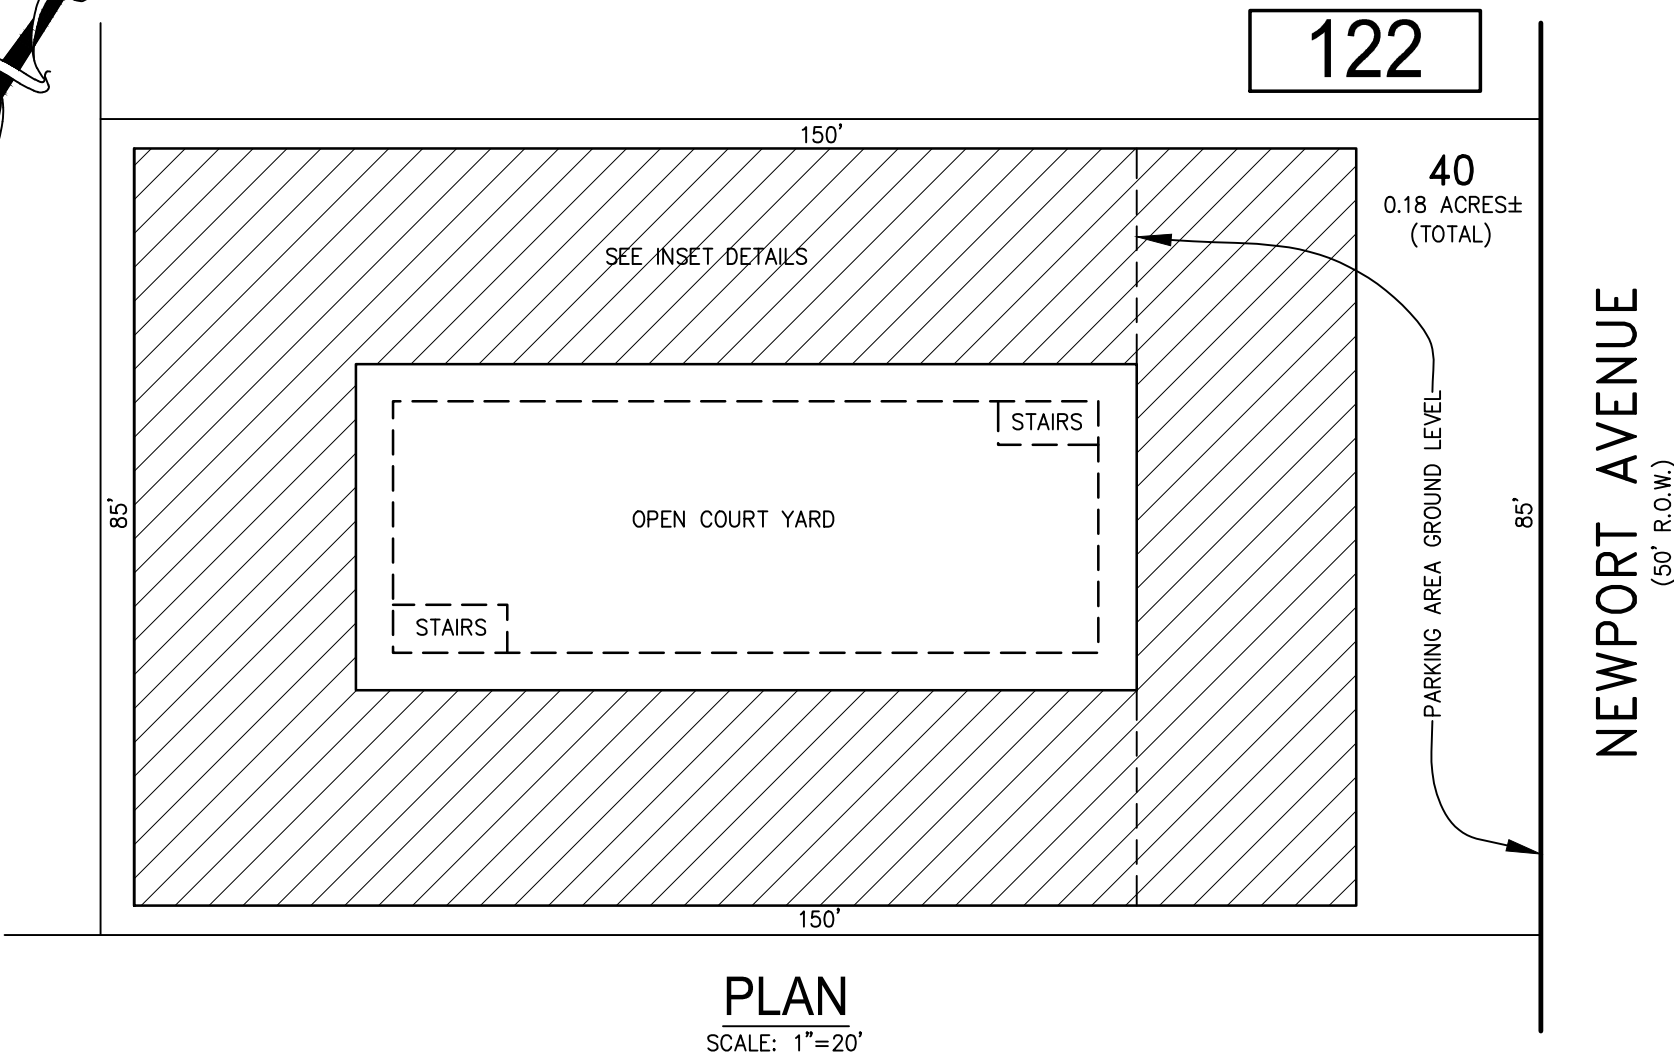 122
150'
40
0.18 ACRES±
(TOTAL)
SEE INSET DETAILS
STAIRS
OPEN COURT YARD
STAIRS
85'
PARKING AREA GROUND LEVEL
85'
NEWPORT AVENUE
(50' R.O.W.)
150'
PLAN
SCALE: 1"=20'